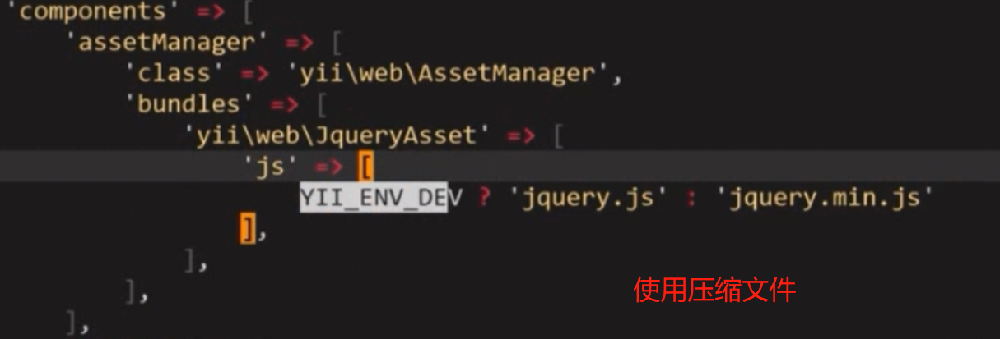 'components' => [
'assetManager' => [
'class' => 'yii\web\AssetManager',
'bundles' => [
'yii\web\JqueryAsset' => [
'js' => [
YII_ENV_DEV ? 'jquery.js' : 'jquery.min.js'
],
],
],
],
使用压缩文件